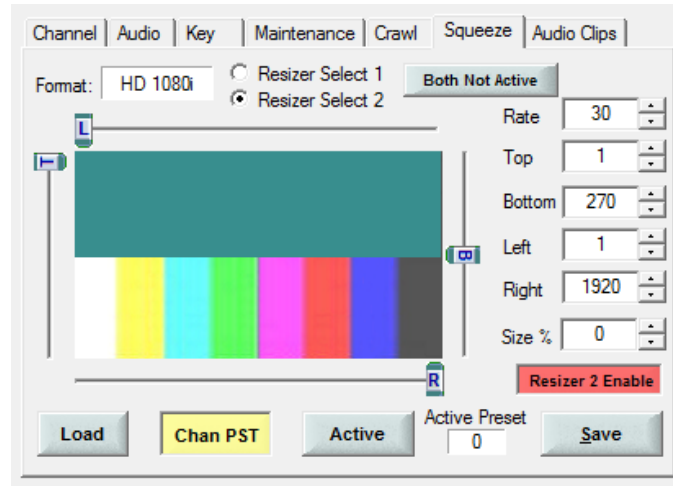 Channel Audio Key Maintenance Crawl Squeeze Audio Clips
Format: HD 1080i
Resizer Select 1
Resizer Select 2
Both Not Active
Rate 30
Top 1
Bottom 270
Left 1
Right 1920
Size % 0
L
T
B
R
Resizer 2 Enable
Load
Chan PST
Active
Active Preset
0
Save